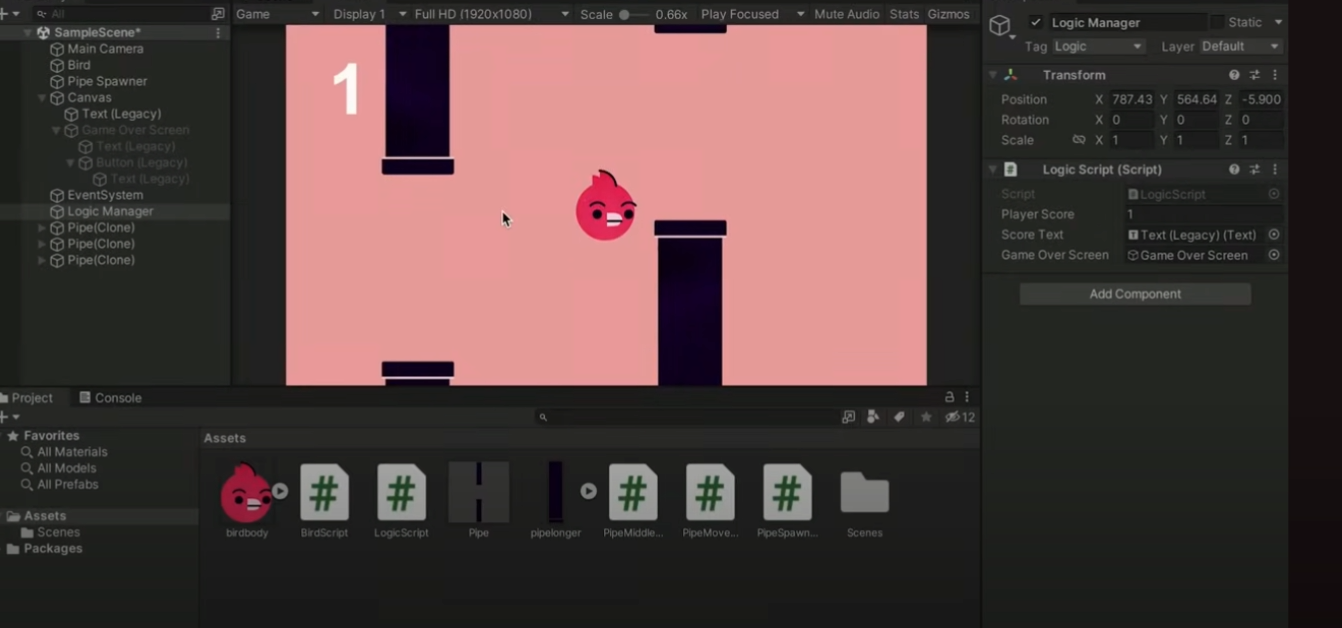 All
Game Display 1 Full HD (1920x1080) Scale 0.66x Play Focused Mute Audio Stats Gizmos
SampleScene*
Main Camera
Bird
Pipe Spawner
Canvas
Text (Legacy)
Game Over Screen
Text (Legacy)
Button (Legacy)
Text (Legacy)
EventSystem
Logic Manager
Pipe(Clone)
Pipe(Clone)
Pipe(Clone)
1
Logic Manager Static
Tag Logic Layer Default
Transform
Position X 787.43 Y 564.64 Z -5.900
Rotation X 0 Y 0 Z 0
Scale X 1 Y 1 Z 1
Logic Script (Script)
Script LogicScript
Player Score 1
Score Text Text (Legacy) (Text)
Game Over Screen Game Over Screen
Add Component
Project Console
12
Favorites
All Materials
All Models
All Prefabs
Assets
Scenes
Packages
Assets
birdbody BirdScript LogicScript Pipe pipelonger PipeMiddle... PipeMove... PipeSpawn... Scenes